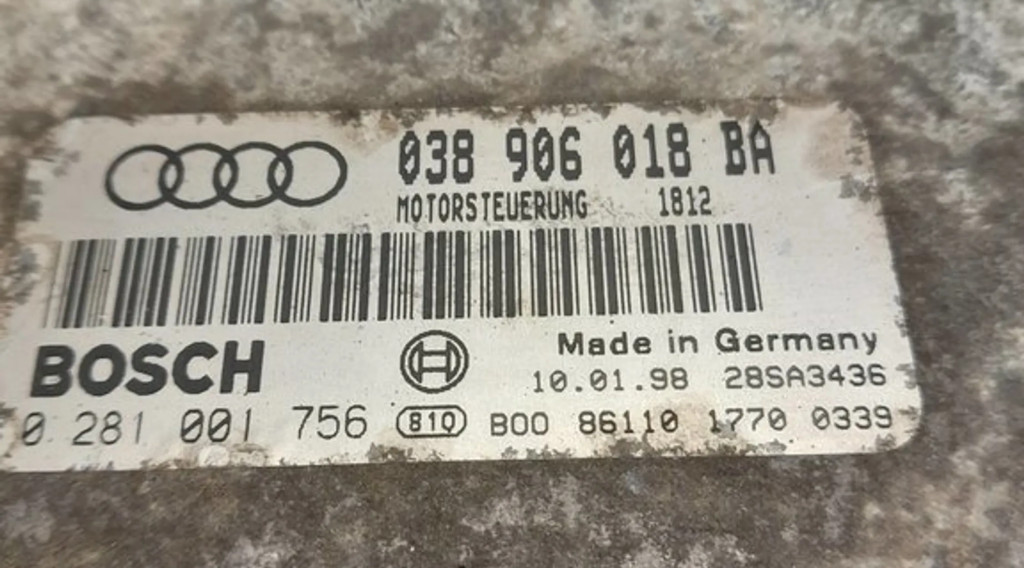 038 906 018 BA
MOTORSTEUERUNG 1812
BOSCH
Made in Germany
10.01.98 28SA3436
0 281 001 756 810 B00 86110 1770 0339